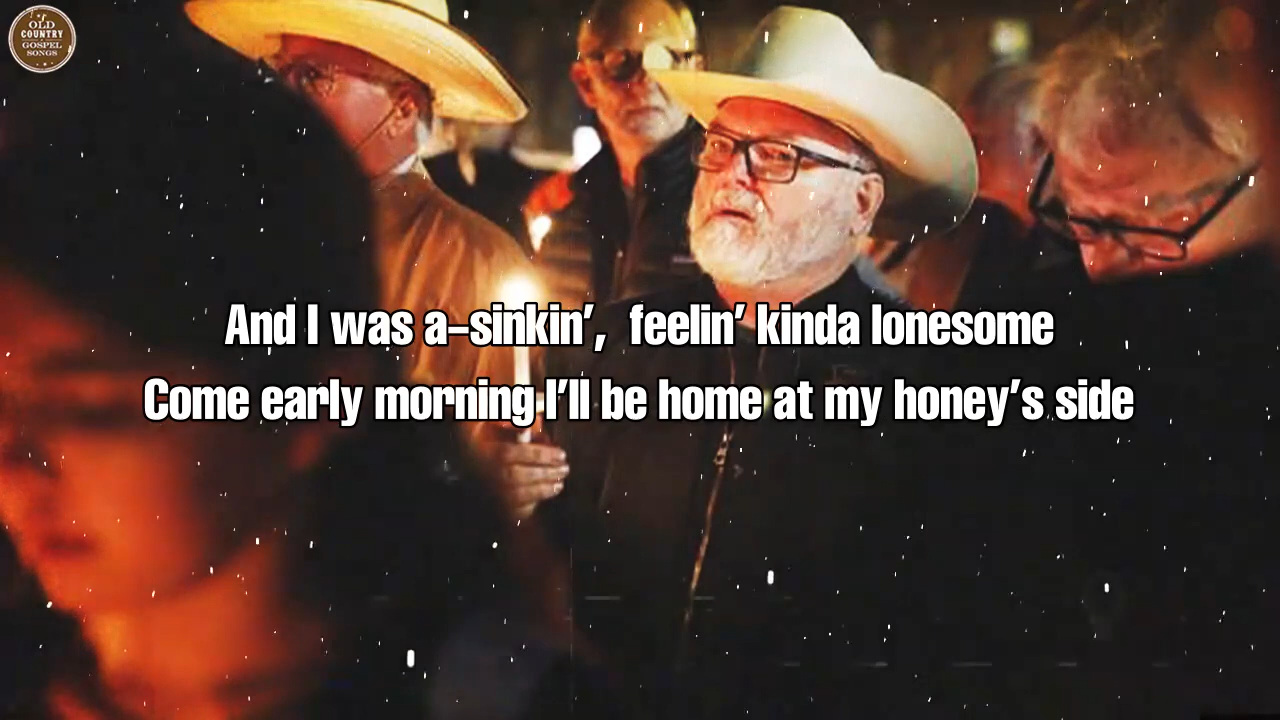 OLD
COUNTRY
GOSPEL
SONGS
And I was a-sinkin’, feelin’ kinda lonesome
Come early morning I’ll be home at my honey’s side